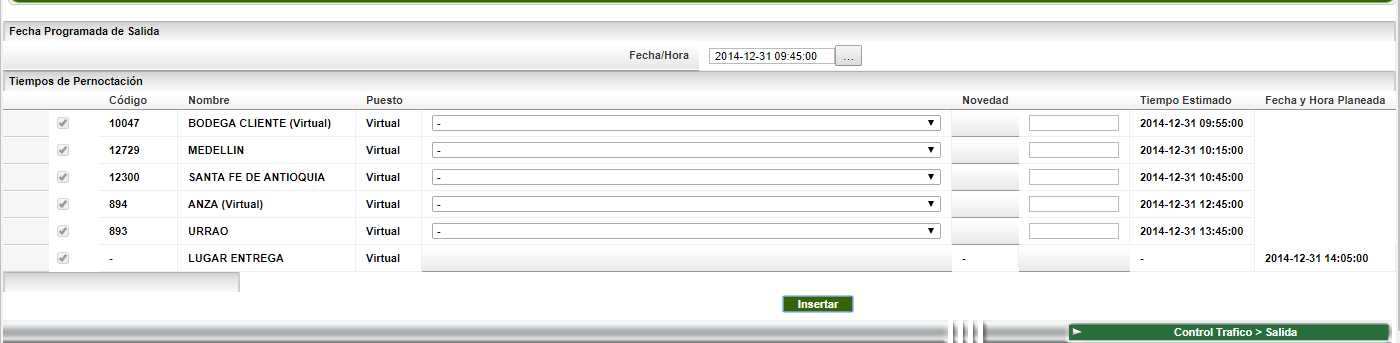 Fecha Programada de Salida
Fecha/Hora 2014-12-31 09:45:00 ...
Tiempos de Pernoctación
Código Nombre Puesto Novedad Tiempo Estimado Fecha y Hora Planeada
10047 BODEGA CLIENTE (Virtual) Virtual - 2014-12-31 09:55:00
12729 MEDELLIN Virtual - 2014-12-31 10:15:00
12300 SANTA FE DE ANTIOQUIA Virtual - 2014-12-31 10:45:00
894 ANZA (Virtual) Virtual - 2014-12-31 12:45:00
893 URRAO Virtual - 2014-12-31 13:45:00
- LUGAR ENTREGA Virtual - - 2014-12-31 14:05:00
Insertar
Control Trafico > Salida